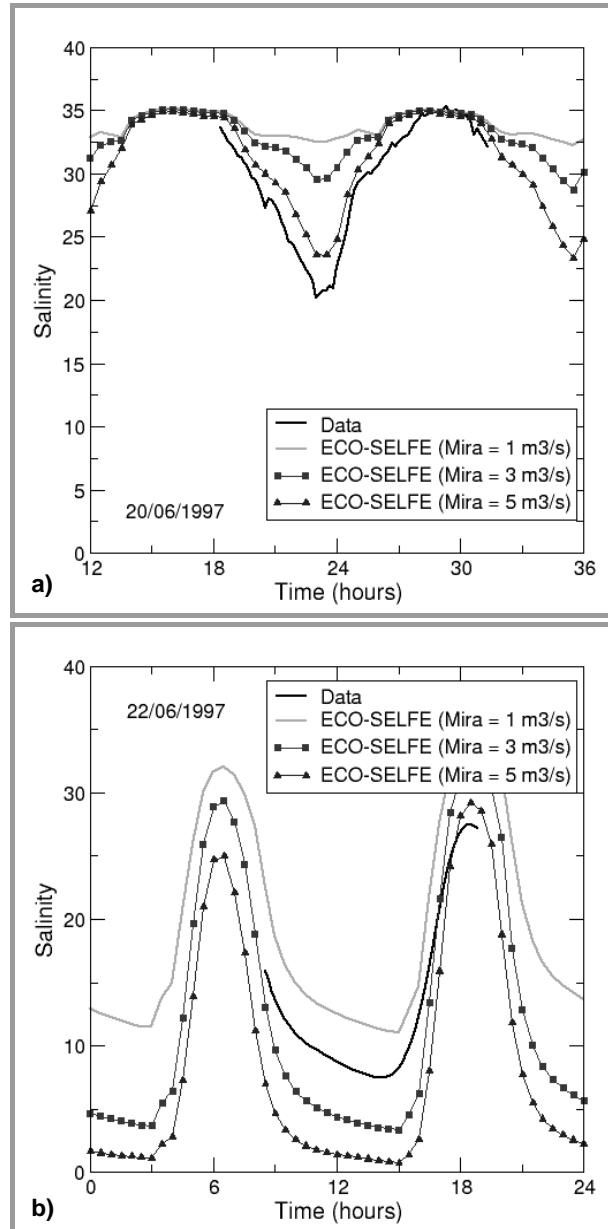 40
35
30
25
20
15
10
5
0
Salinity
Data
ECO-SELFE (Mira = 1 m3/s)
ECO-SELFE (Mira = 3 m3/s)
ECO-SELFE (Mira = 5 m3/s)
20/06/1997
12 18 24 30 36
Time (hours)
a)
40
30
20
10
0
Salinity
22/06/1997
Data
ECO-SELFE (Mira = 1 m3/s)
ECO-SELFE (Mira = 3 m3/s)
ECO-SELFE (Mira = 5 m3/s)
0 6 12 18 24
Time (hours)
b)